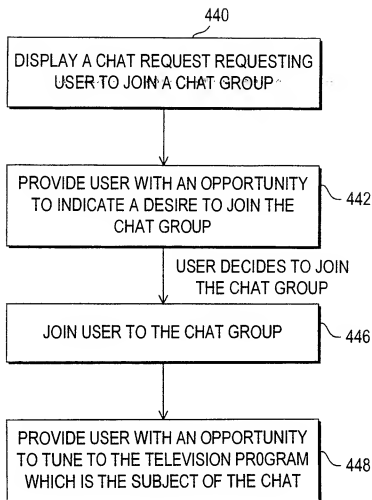 440
DISPLAY A CHAT REQUEST REQUESTING
USER TO JOIN A CHAT GROUP
PROVIDE USER WITH AN OPPORTUNITY
TO INDICATE A DESIRE TO JOIN THE
CHAT GROUP
442
USER DECIDES TO JOIN
THE CHAT GROUP
JOIN USER TO THE CHAT GROUP
446
PROVIDE USER WITH AN OPPORTUNITY
TO TUNE TO THE TELEVISION PROGRAM
WHICH IS THE SUBJECT OF THE CHAT
448